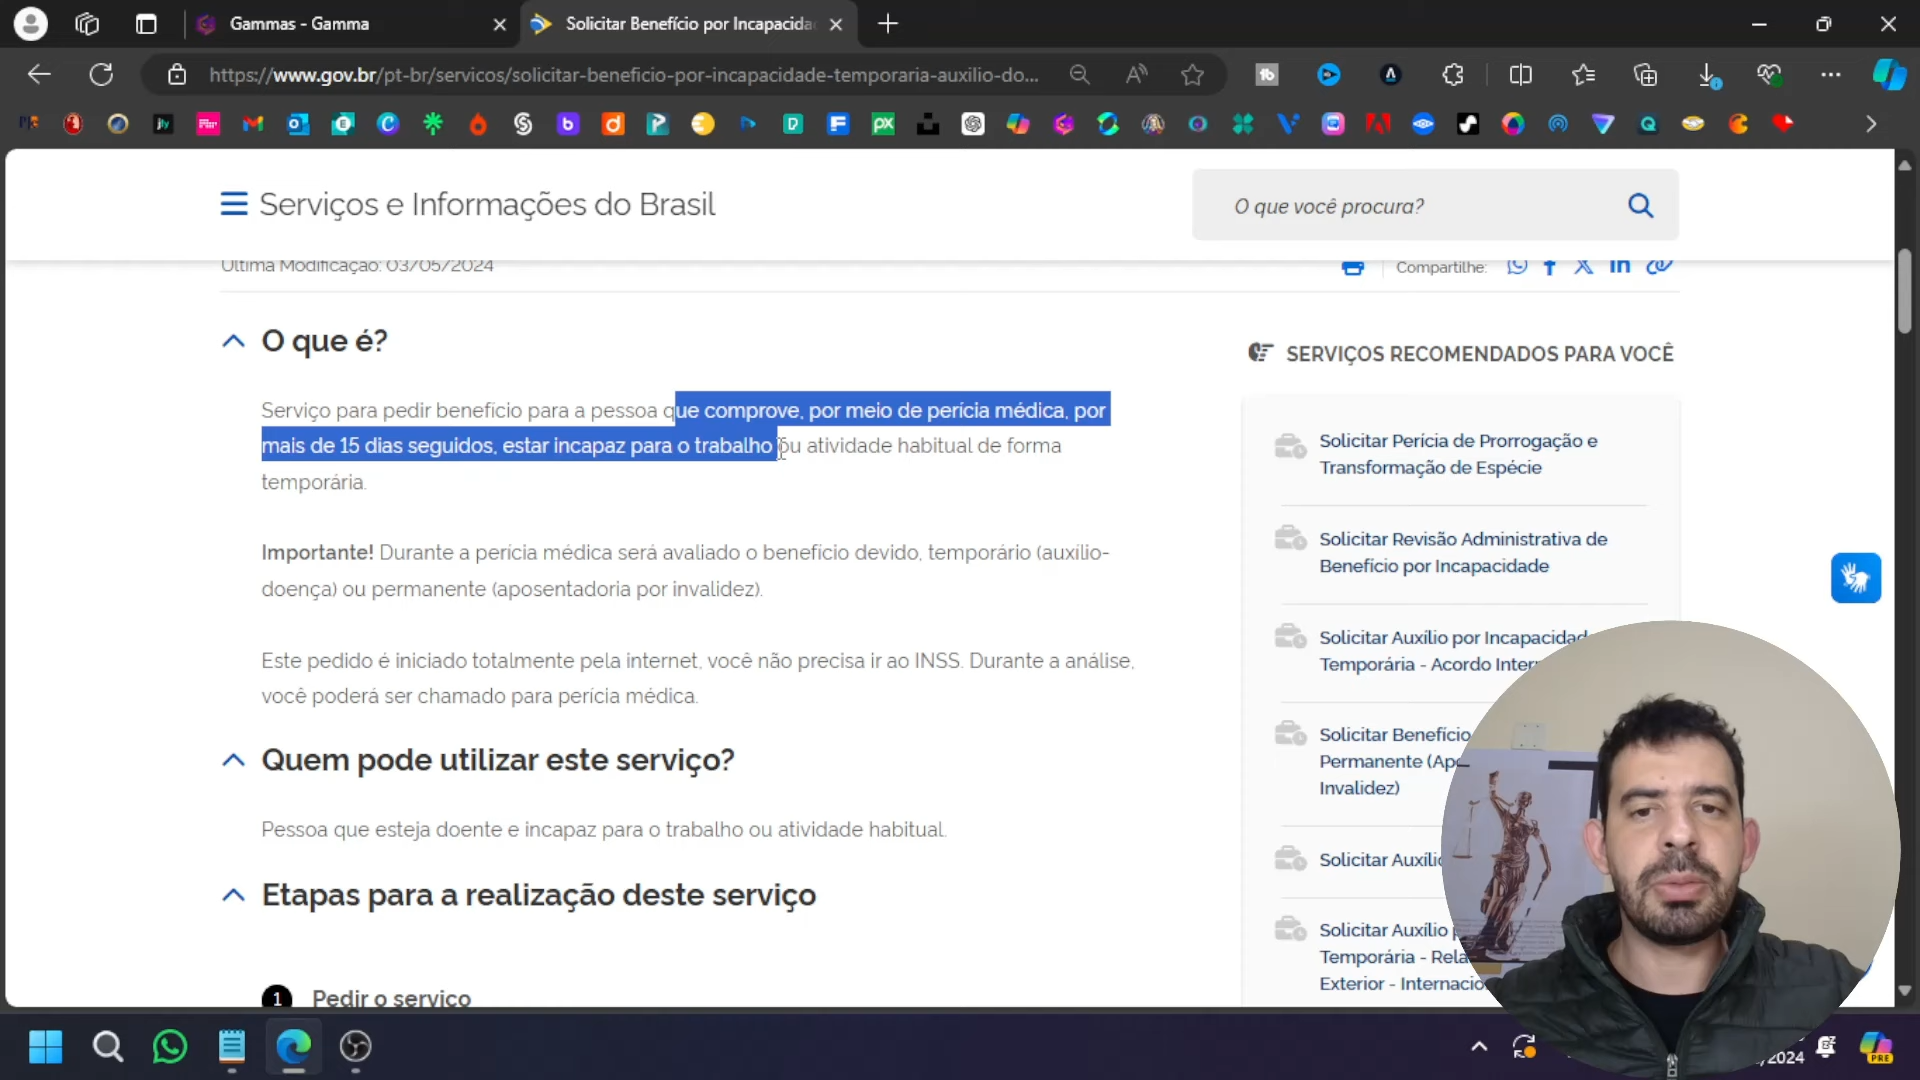 Gammas - Gamma
Solicitar Benefício por Incapacida
https://www.gov.br/pt-br/servicos/solicitar-beneficio-por-incapacidade-temporaria-auxilio-do...
Serviços e Informações do Brasil
O que você procura?
Última Modificação: 03/05/2024
Compartilhe:
O que é?
Serviço para pedir benefício para a pessoa que comprove, por meio de perícia médica, por
mais de 15 dias seguidos, estar incapaz para o trabalho ou atividade habitual de forma
temporária.
Importante! Durante a perícia médica será avaliado o benefício devido, temporário (auxílio-
doença) ou permanente (aposentadoria por invalidez).
Este pedido é iniciado totalmente pela internet, você não precisa ir ao INSS. Durante a análise,
você poderá ser chamado para perícia médica.
Quem pode utilizar este serviço?
Pessoa que esteja doente e incapaz para o trabalho ou atividade habitual.
Etapas para a realização deste serviço
1 Pedir o serviço
SERVIÇOS RECOMENDADOS PARA VOCÊ
Solicitar Perícia de Prorrogação e
Transformação de Espécie
Solicitar Revisão Administrativa de
Benefício por Incapacidade
Solicitar Auxílio por Incapacidad
Temporária - Acordo Inter
Solicitar Benefício
Permanente (Apo
Invalidez)
Solicitar Auxílio
Solicitar Auxílio p
Temporária - Rela
Exterior - Internacio
/2024
PRE